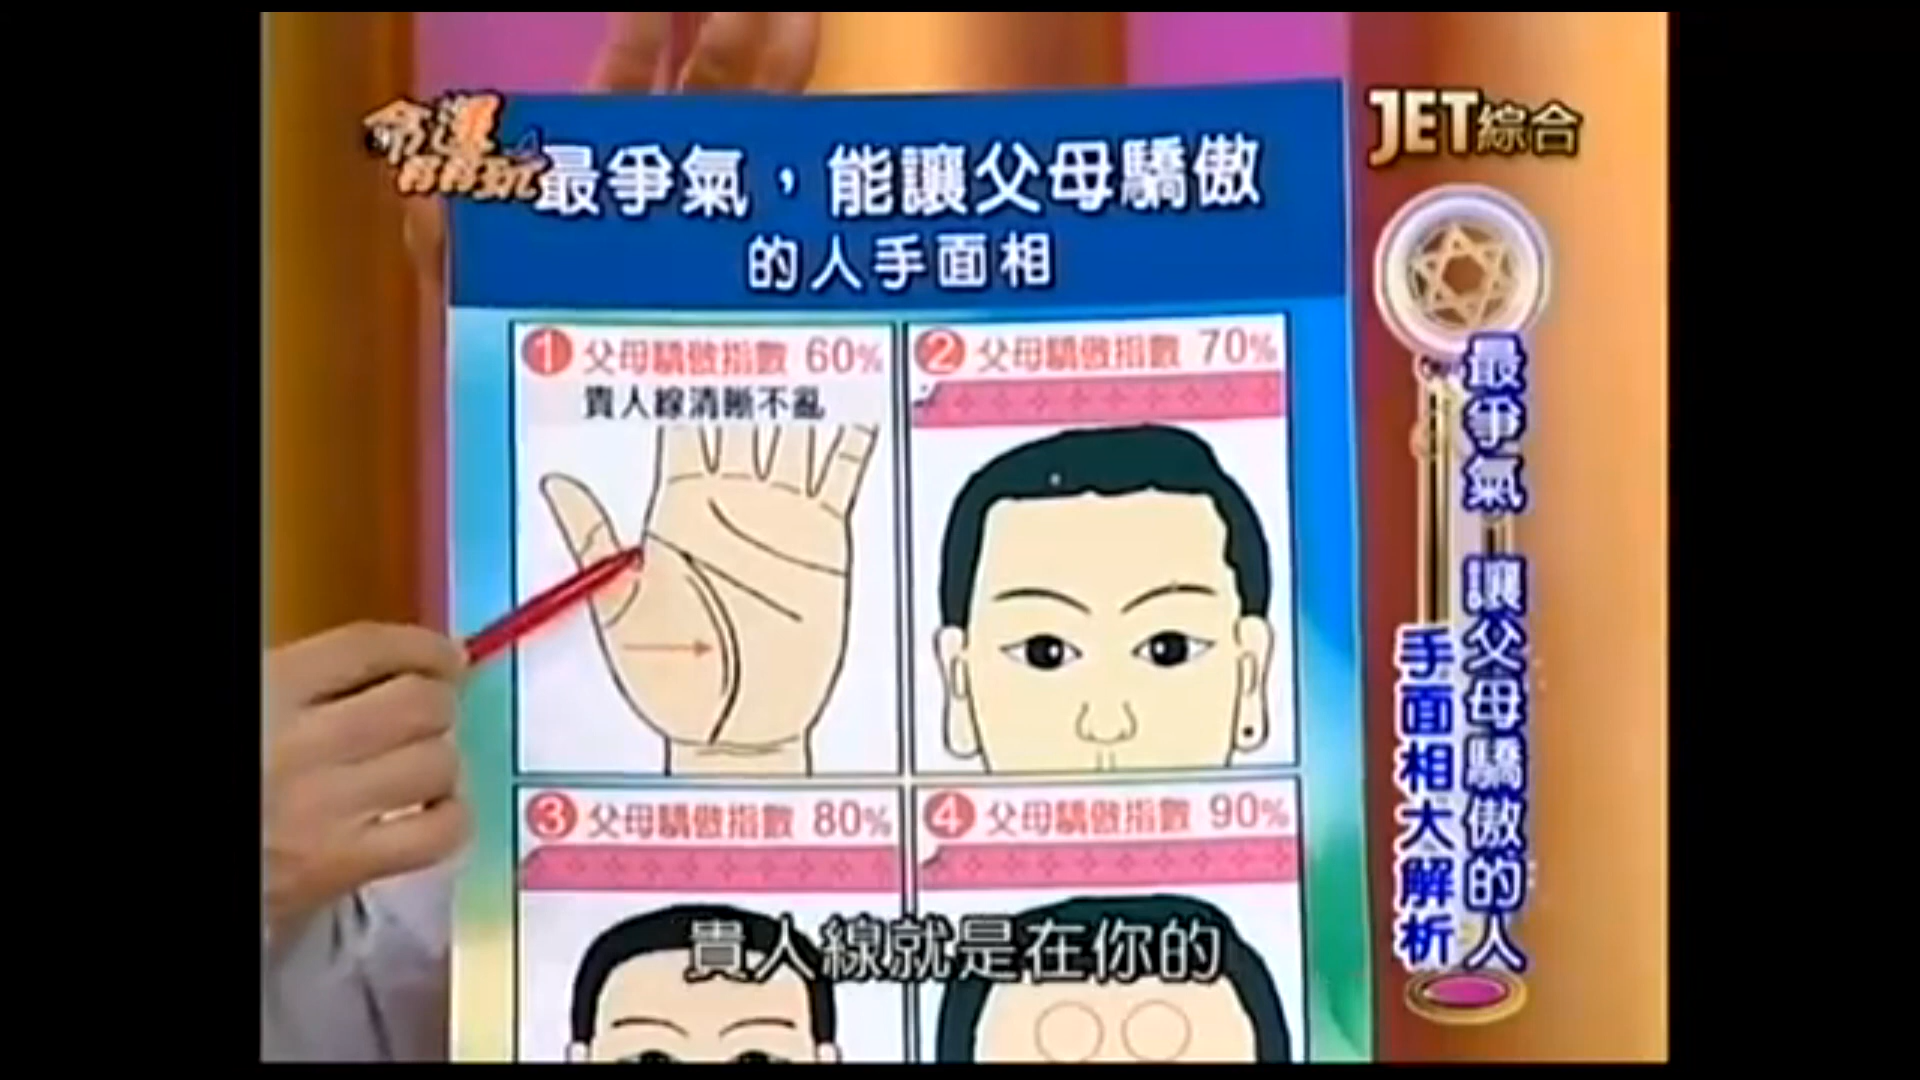 命運好好玩
JET綜合
最爭氣，能讓父母驕傲
的人手面相
1 父母驕傲指數 60%
貴人線清晰不亂
2 父母驕傲指數 70%
3 父母驕傲指數 80%
4 父母驕傲指數 90%
最爭氣 讓父母驕傲的人
手面相大解析
貴人線就是在你的